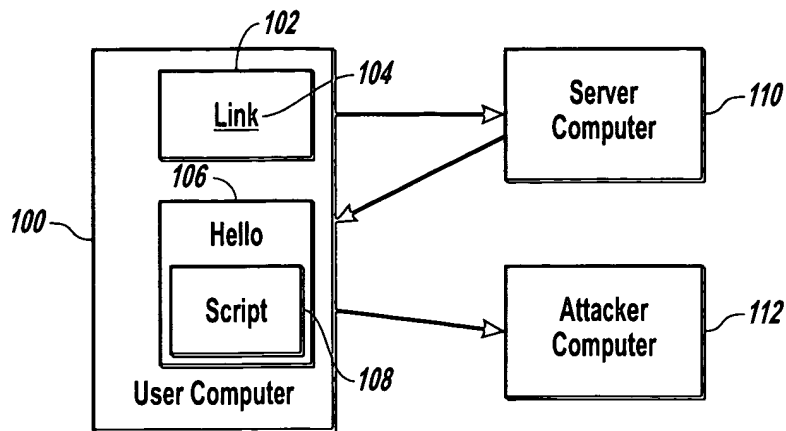 102
104
Link
Server
Computer
110
106
100
Hello
Script
108
User Computer
Attacker
Computer
112